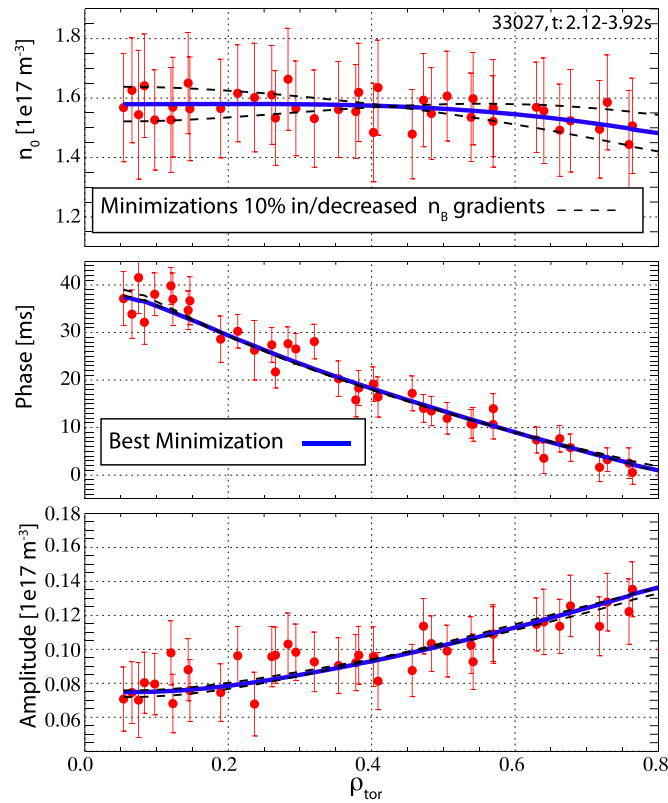 33027, t: 2.12-3.92s
n0 [1e17 m-3]
1.8
1.6
1.4
1.2
Minimizations 10% in/decreased nB gradients
Phase [ms]
40
30
20
10
0
Best Minimization
Amplitude [1e17 m-3]
0.18
0.16
0.14
0.12
0.10
0.08
0.06
0.0 0.2 0.4 0.6 0.8
ρtor